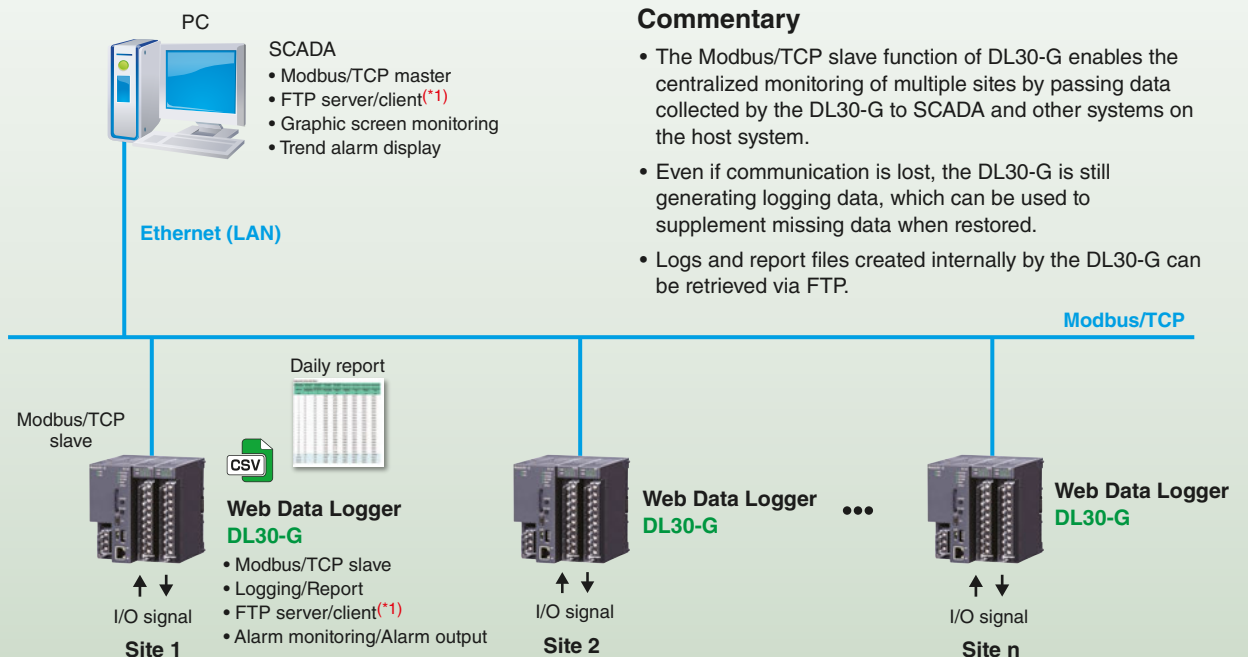 PC
SCADA
• Modbus/TCP master
• FTP server/client(*1)
• Graphic screen monitoring
• Trend alarm display
Ethernet (LAN)
Commentary
• The Modbus/TCP slave function of DL30-G enables the
centralized monitoring of multiple sites by passing data
collected by the DL30-G to SCADA and other systems on
the host system.
• Even if communication is lost, the DL30-G is still
generating logging data, which can be used to
supplement missing data when restored.
• Logs and report files created internally by the DL30-G can
be retrieved via FTP.
Modbus/TCP
Daily report
Modbus/TCP
slave
CSV
Web Data Logger
DL30-G
• Modbus/TCP slave
• Logging/Report
• FTP server/client(*1)
• Alarm monitoring/Alarm output
I/O signal
Site 1
Web Data Logger
DL30-G
I/O signal
Site 2
•••
Web Data Logger
DL30-G
I/O signal
Site n